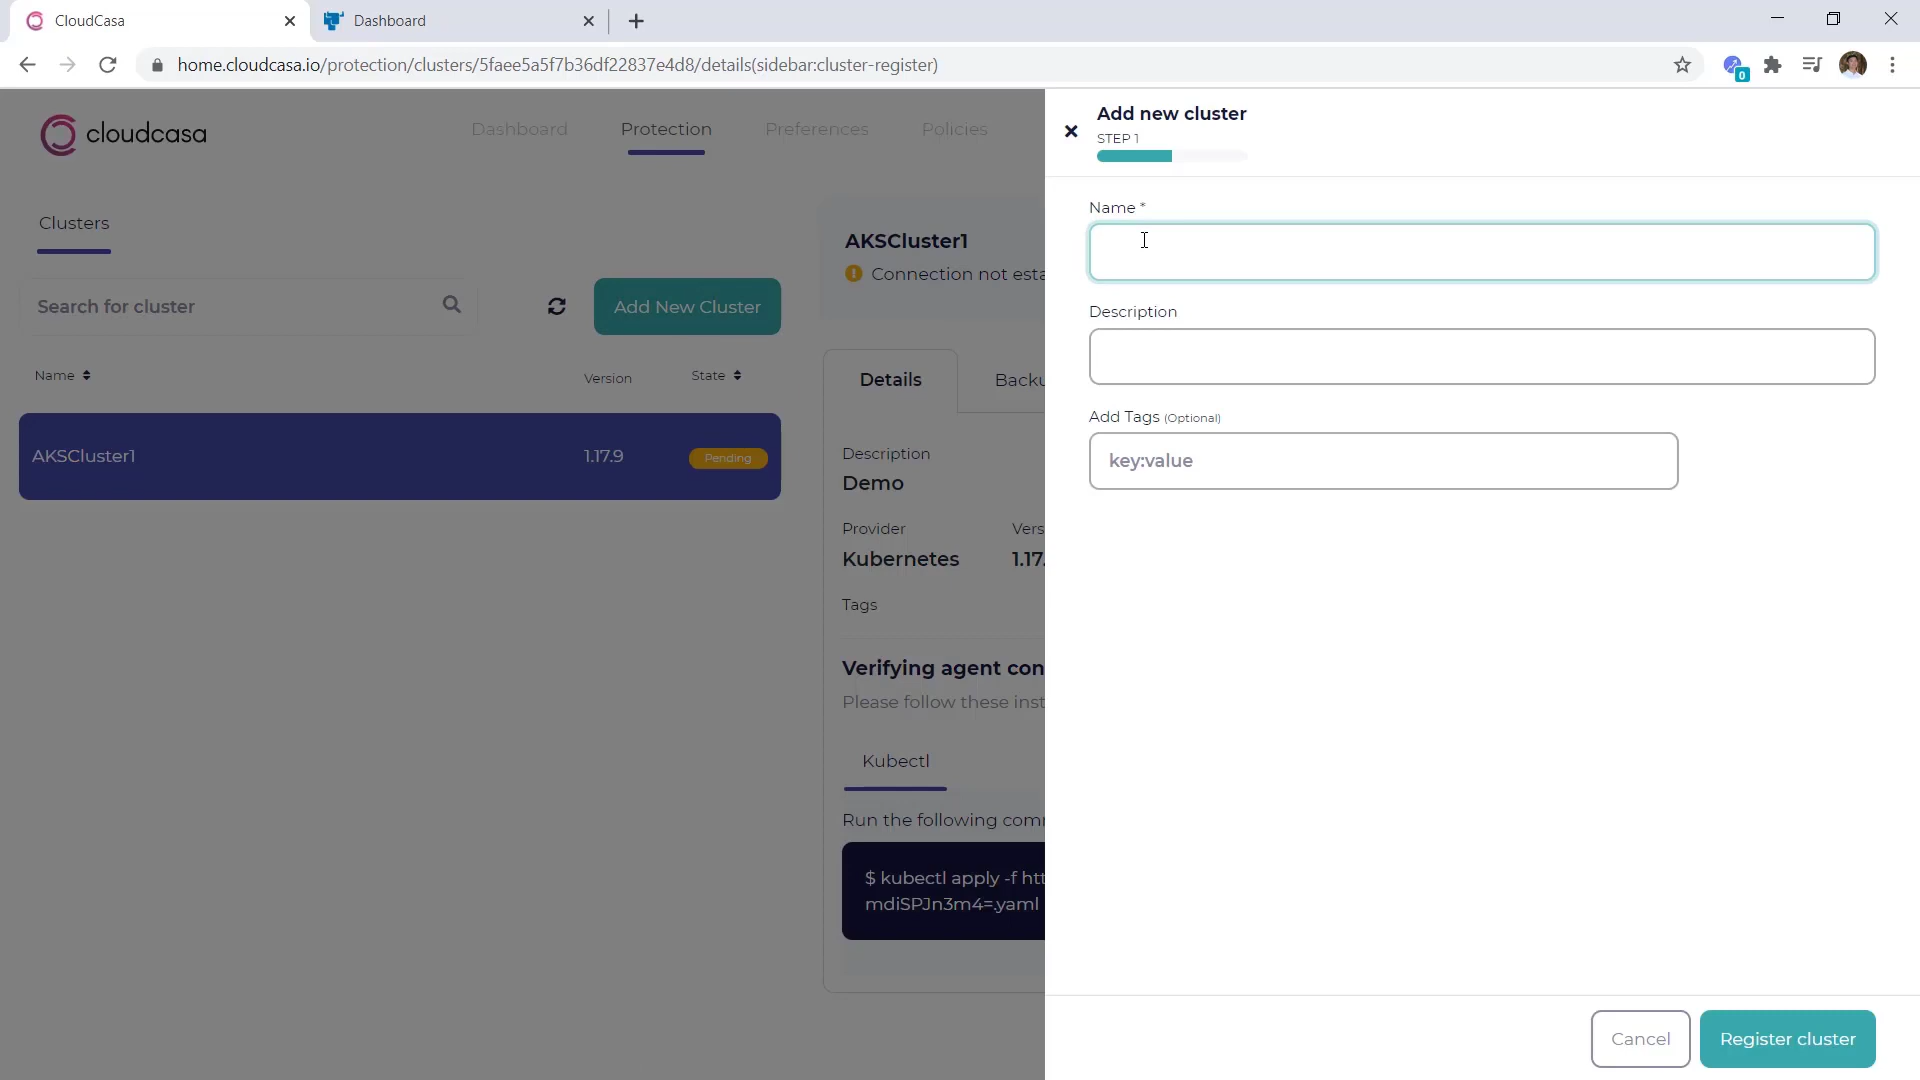 CloudCasa
Dashboard
home.cloudcasa.io/protection/clusters/5faee5a5f7b36df22837e4d8/details(sidebar:cluster-register)
0
cloudcasa
Dashboard
Protection
Preferences
Policies
Clusters
Search for cluster
Add New Cluster
Name
Version
State
AKSCluster1
1.17.9
Pending
AKSCluster1
Connection not esta
Details
Backu
Description
Demo
Provider
Vers
Kubernetes
1.17.
Tags
Verifying agent con
Please follow these inst
Kubectl
Run the following comm
$ kubectl apply -f htt
mdiSPJn3m4=.yaml
Add new cluster
STEP 1
Name *
Description
Add Tags (Optional)
key:value
Cancel
Register cluster